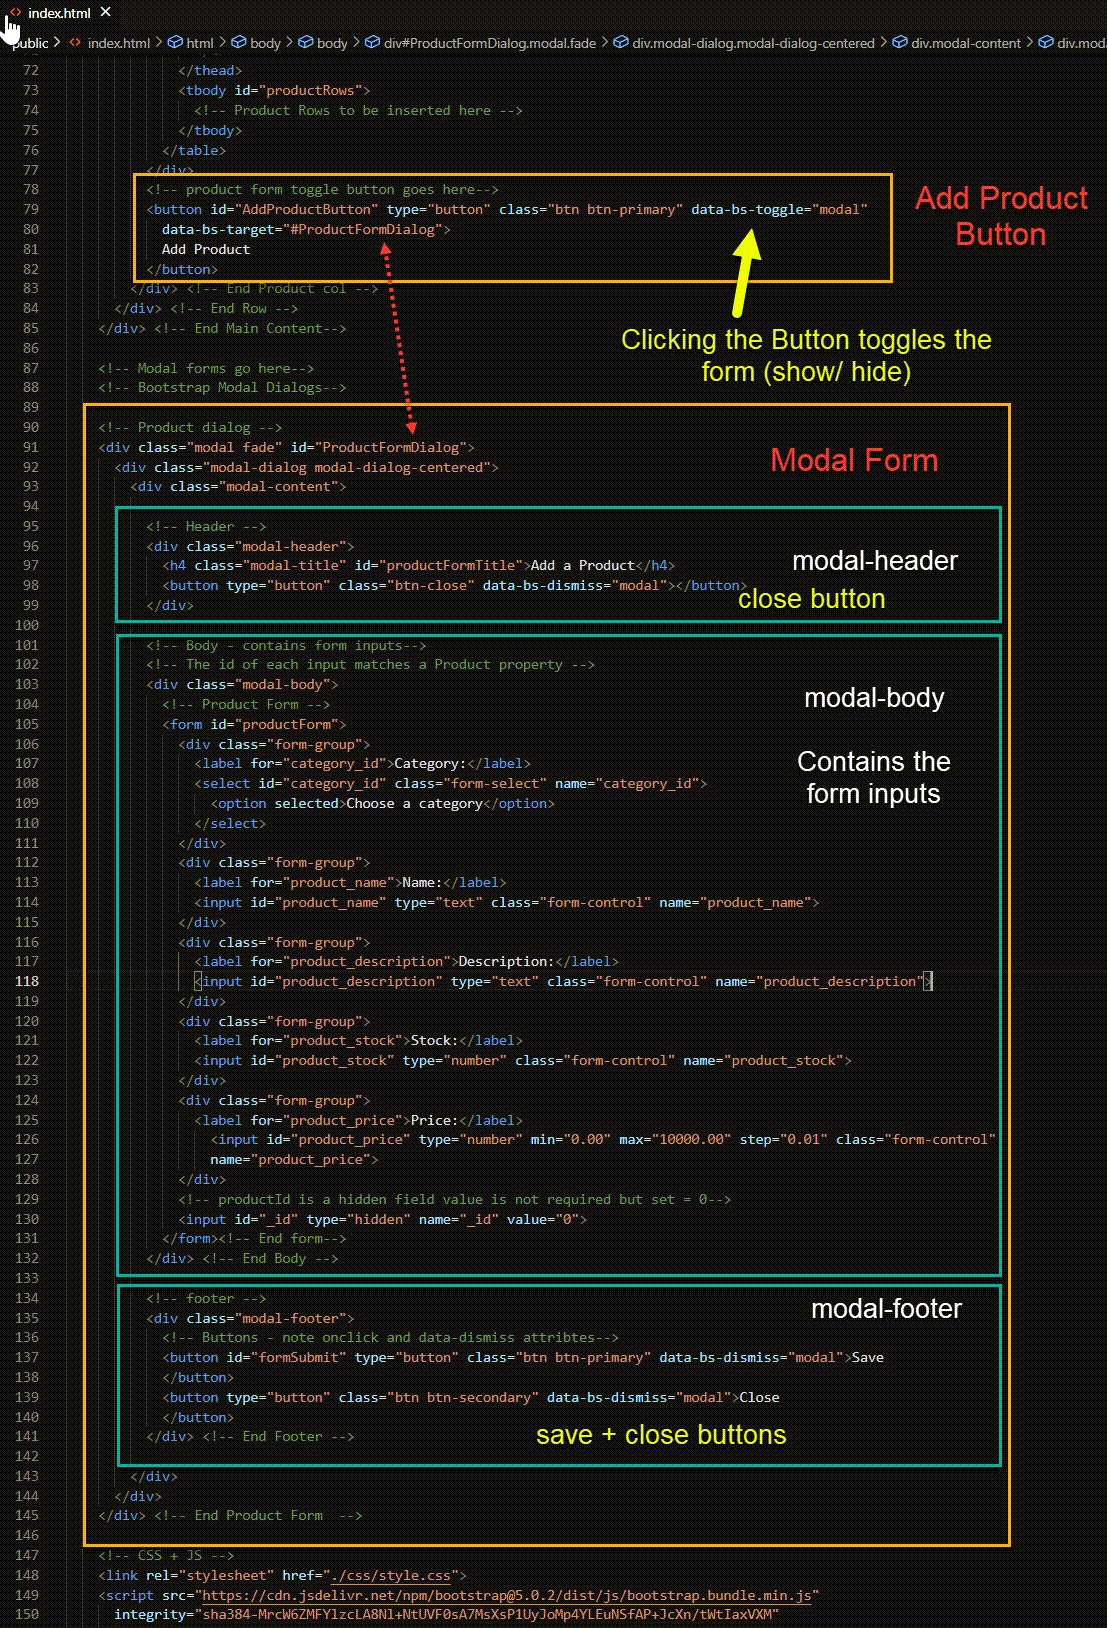 index.html
public > index.html > html > body > body > div#ProductFormDialog.modal.fade > div.modal-dialog.modal-dialog-centered > div.modal-content > div.moda
72 </thead>
73 <tbody id="productRows">
74 <!-- Product Rows to be inserted here -->
75 </tbody>
76 </table>
77 </div>
78 <!-- product form toggle button goes here-->
79 <button id="AddProductButton" type="button" class="btn btn-primary" data-bs-toggle="modal"
80 data-bs-target="#ProductFormDialog">
81 Add Product
82 </button>
Add Product
Button
83 </div> <!-- End Product col -->
84 </div> <!-- End Row -->
85 </div> <!-- End Main Content-->
86
Clicking the Button toggles the
form (show/ hide)
87 <!-- Modal forms go here-->
88 <!-- Bootstrap Modal Dialogs-->
89
90 <!-- Product dialog -->
91 <div class="modal fade" id="ProductFormDialog">
92 <div class="modal-dialog modal-dialog-centered">
Modal Form
93 <div class="modal-content">
94
95 <!-- Header -->
96 <div class="modal-header">
97 <h4 class="modal-title" id="productFormTitle">Add a Product</h4>
modal-header
98 <button type="button" class="btn-close" data-bs-dismiss="modal"></button>
close button
99 </div>
100
101 <!-- Body - contains form inputs-->
102 <!-- The id of each input matches a Product property -->
103 <div class="modal-body">
modal-body
104 <!-- Product Form -->
105 <form id="productForm">
106 <div class="form-group">
107 <label for="category_id">Category:</label>
108 <select id="category_id" class="form-select" name="category_id">
109 <option selected>Choose a category</option>
Contains the
form inputs
110 </select>
111 </div>
112 <div class="form-group">
113 <label for="product_name">Name:</label>
114 <input id="product_name" type="text" class="form-control" name="product_name">
115 </div>
116 <div class="form-group">
117 <label for="product_description">Description:</label>
118 <input id="product_description" type="text" class="form-control" name="product_description">
119 </div>
120 <div class="form-group">
121 <label for="product_stock">Stock:</label>
122 <input id="product_stock" type="number" class="form-control" name="product_stock">
123 </div>
124 <div class="form-group">
125 <label for="product_price">Price:</label>
126 <input id="product_price" type="number" min="0.00" max="10000.00" step="0.01" class="form-control"
127 name="product_price">
128 </div>
129 <!-- productId is a hidden field value is not required but set = 0-->
130 <input id="_id" type="hidden" name="_id" value="0">
131 </form><!-- End form-->
132 </div> <!-- End Body -->
133
134 <!-- footer -->
modal-footer
135 <div class="modal-footer">
136 <!-- Buttons - note onclick and data-dismiss attribtes-->
137 <button id="formSubmit" type="button" class="btn btn-primary" data-bs-dismiss="modal">Save
138 </button>
139 <button type="button" class="btn btn-secondary" data-bs-dismiss="modal">Close
140 </button>
141 </div> <!-- End Footer -->
save + close buttons
142
143 </div>
144 </div>
145 </div> <!-- End Product Form -->
146
147 <!-- CSS + JS -->
148 <link rel="stylesheet" href="./css/style.css">
149 <script src="https://cdn.jsdelivr.net/npm/bootstrap@5.0.2/dist/js/bootstrap.bundle.min.js"
150 integrity="sha384-MrcW6ZMFYlzcLA8Nl+NtUVF0sA7MsXsP1UyJoMp4YLEuNSfAP+JcXn/tWtIaxVXM"